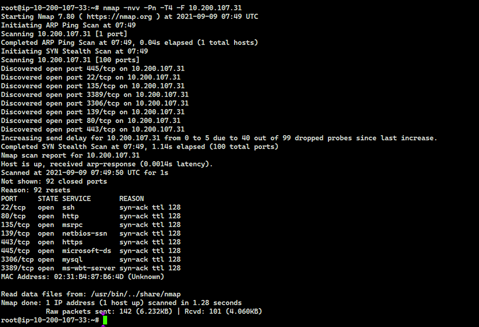 root@ip-10-200-107-33:~# nmap -nvv -Pn -T4 -F 10.200.107.31
Starting Nmap 7.80 ( https://nmap.org ) at 2021-09-09 07:49 UTC
Initiating ARP Ping Scan at 07:49
Scanning 10.200.107.31 [1 port]
Completed ARP Ping Scan at 07:49, 0.04s elapsed (1 total hosts)
Initiating SYN Stealth Scan at 07:49
Scanning 10.200.107.31 [100 ports]
Discovered open port 445/tcp on 10.200.107.31
Discovered open port 22/tcp on 10.200.107.31
Discovered open port 135/tcp on 10.200.107.31
Discovered open port 3389/tcp on 10.200.107.31
Discovered open port 3306/tcp on 10.200.107.31
Discovered open port 139/tcp on 10.200.107.31
Discovered open port 80/tcp on 10.200.107.31
Discovered open port 443/tcp on 10.200.107.31
Increasing send delay for 10.200.107.31 from 0 to 5 due to 40 out of 99 dropped probes since last increase.
Completed SYN Stealth Scan at 07:49, 1.14s elapsed (100 total ports)
Nmap scan report for 10.200.107.31
Host is up, received arp-response (0.0014s latency).
Scanned at 2021-09-09 07:49:50 UTC for 1s
Not shown: 92 closed ports
Reason: 92 resets
PORT STATE SERVICE REASON
22/tcp open ssh syn-ack ttl 128
80/tcp open http syn-ack ttl 128
135/tcp open msrpc syn-ack ttl 128
139/tcp open netbios-ssn syn-ack ttl 128
443/tcp open https syn-ack ttl 128
445/tcp open microsoft-ds syn-ack ttl 128
3306/tcp open mysql syn-ack ttl 128
3389/tcp open ms-wbt-server syn-ack ttl 128
MAC Address: 02:31:B4:87:B6:4D (Unknown)
Read data files from: /usr/bin/../share/nmap
Nmap done: 1 IP address (1 host up) scanned in 1.28 seconds
Raw packets sent: 142 (6.232KB) | Rcvd: 101 (4.060KB)
root@ip-10-200-107-33:~#